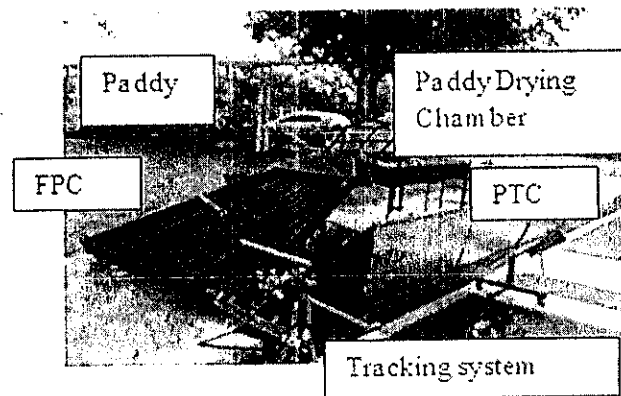 Paddy
Paddy Drying
Chamber
FPC
PTC
Tracking system